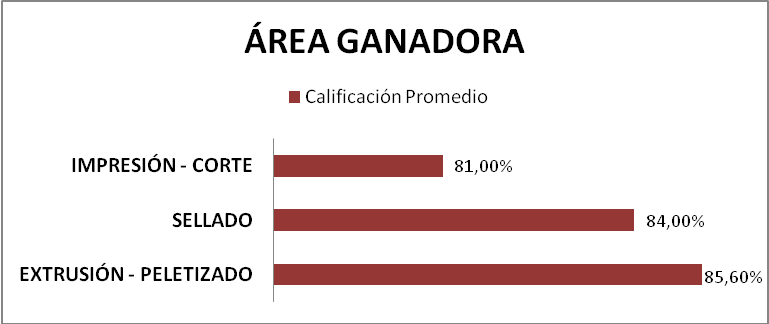 ÁREA GANADORA
Calificación Promedio
IMPRESIÓN - CORTE 81,00%
SELLADO 84,00%
EXTRUSIÓN - PELETIZADO 85,60%